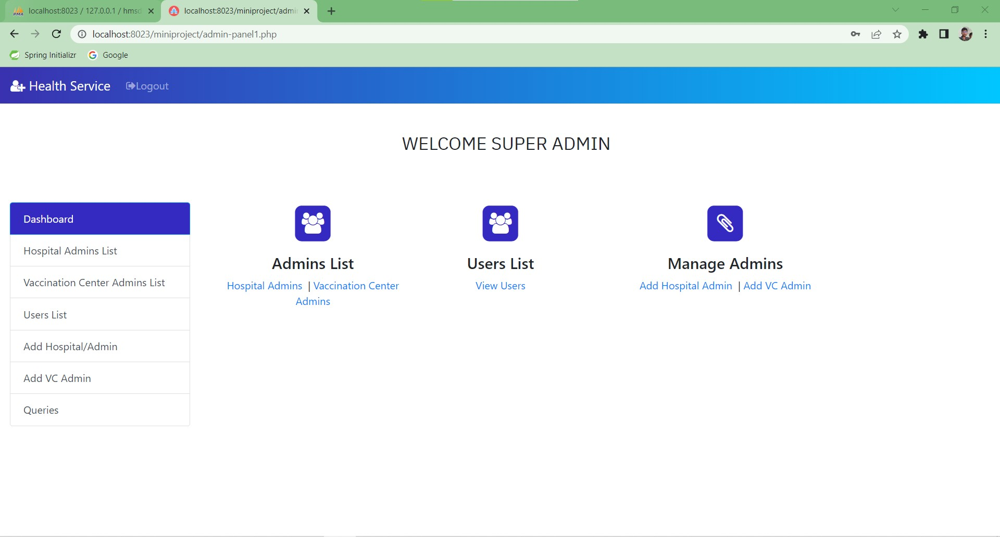 PMA localhost:8023 / 127.0.0.1 / hmsd
localhost:8023/miniproject/admin
localhost:8023/miniproject/admin-panel1.php
Spring Initializr Google
Health Service Logout
WELCOME SUPER ADMIN
Dashboard
Hospital Admins List
Vaccination Center Admins List
Users List
Add Hospital/Admin
Add VC Admin
Queries
Admins List
Hospital Admins | Vaccination Center
Admins
Users List
View Users
Manage Admins
Add Hospital Admin | Add VC Admin